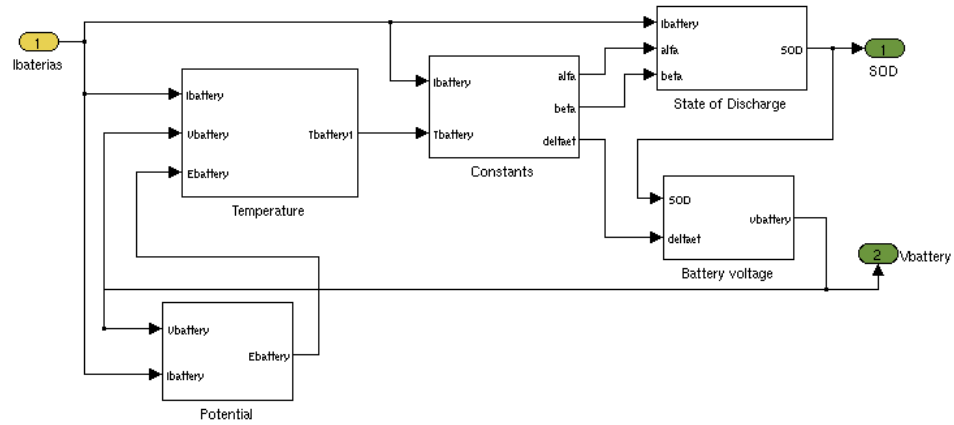 1
Ibaterias
Ibattery
Vbattery
Ebattery
Tbattery1
Temperature
Vbattery
Ibattery
Ebattery
Potential
Ibattery
Tbattery
alfa
beta
deltaet
Constants
Ibattery
alfa
beta
SOD
State of Discharge
SOD
deltaet
vbattery
Battery voltage
1
SOD
2
Vbattery